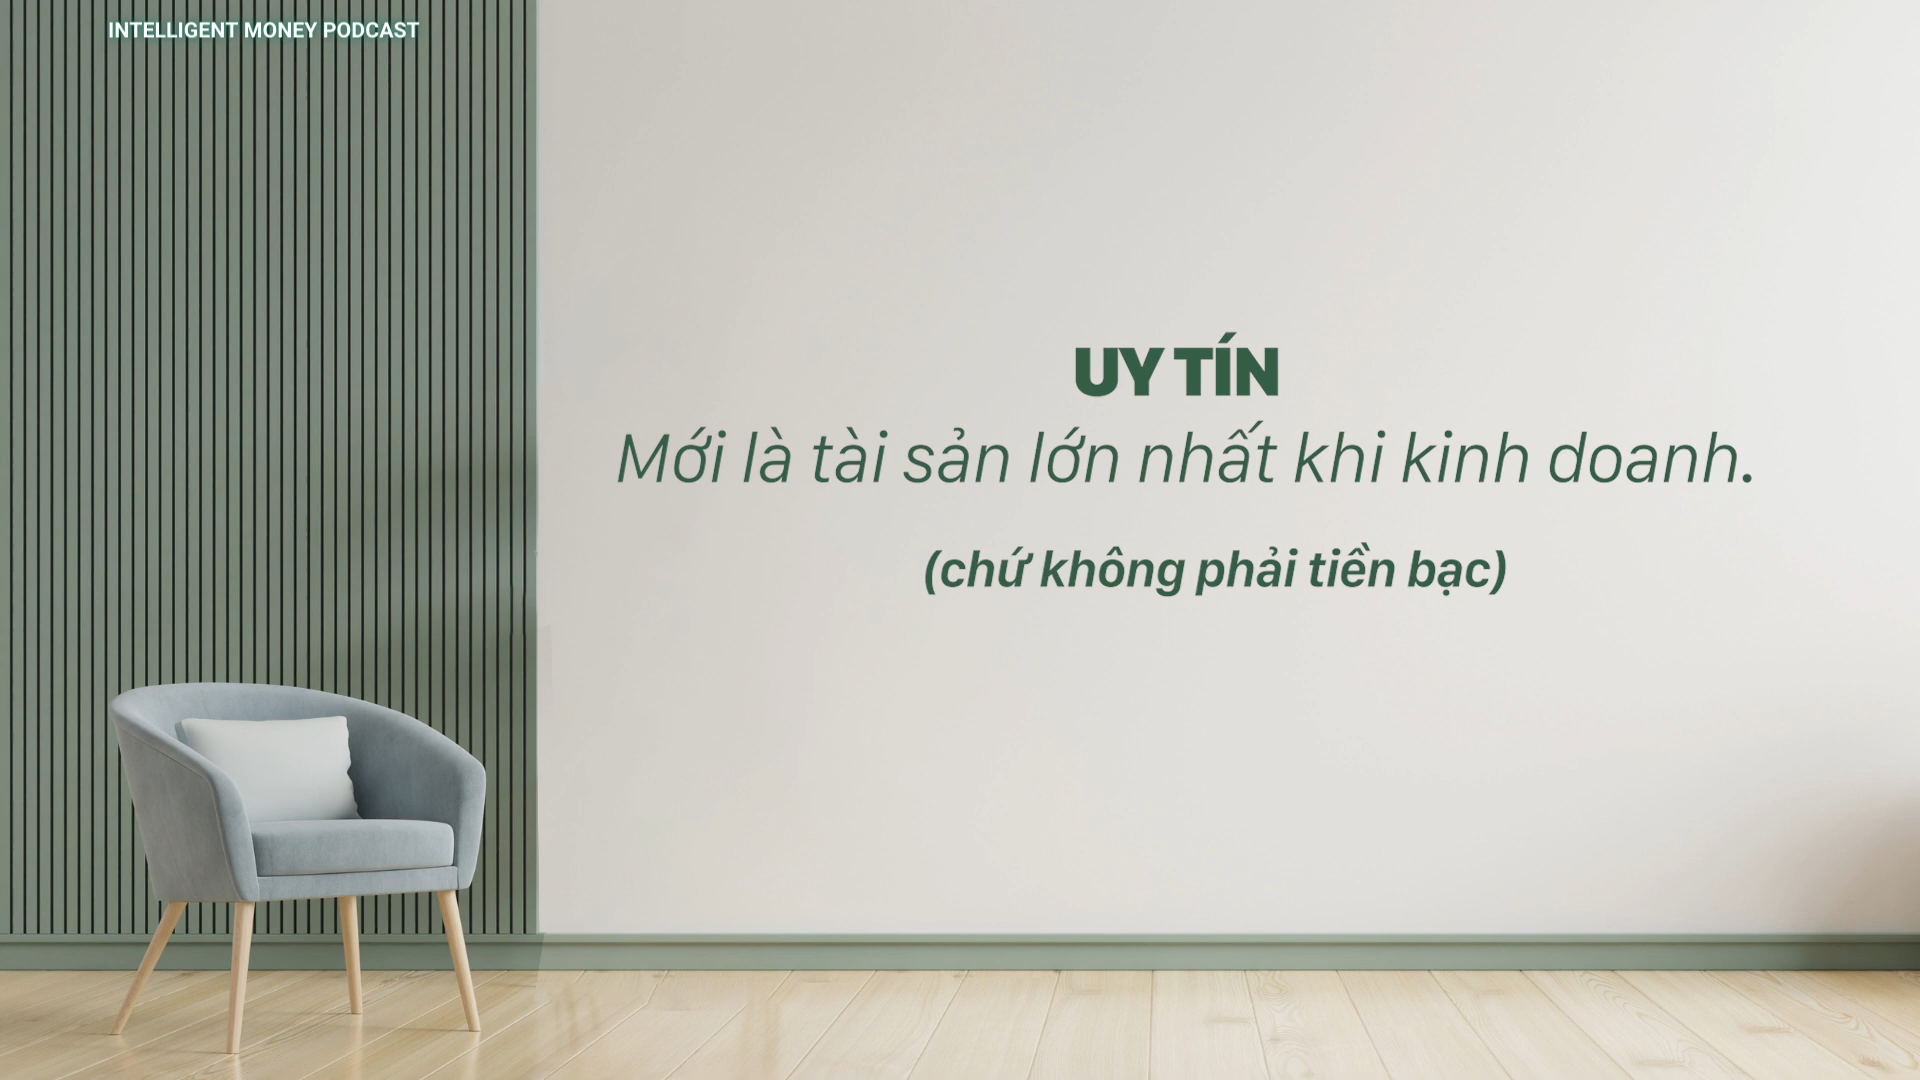 INTELLIGENT MONEY PODCAST
UY TÍN
Mới là tài sản lớn nhất khi kinh doanh.
(chứ không phải tiền bạc)